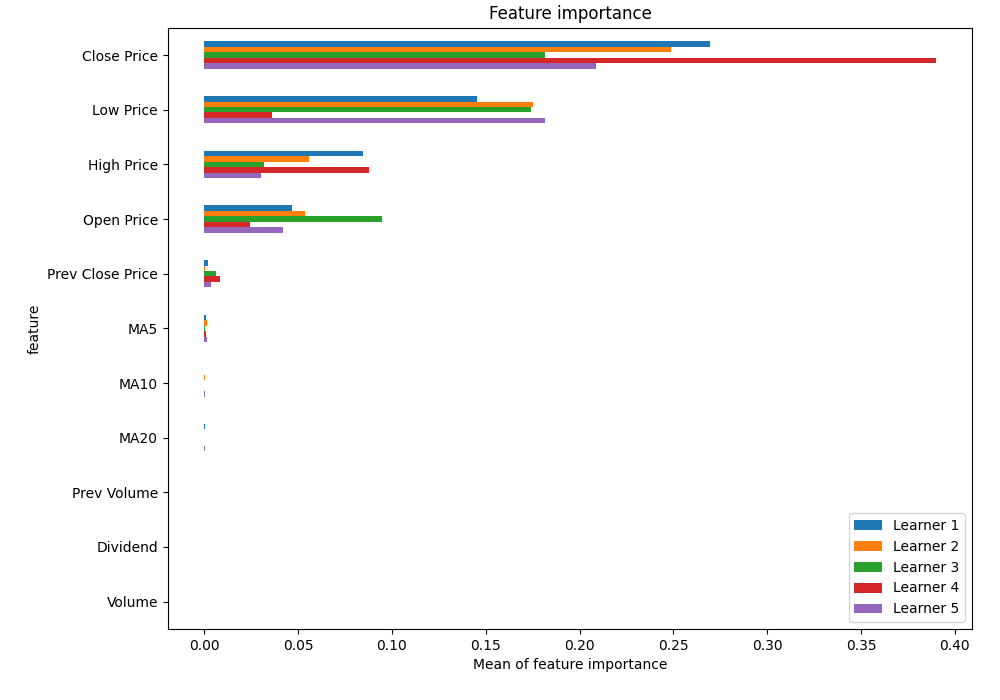 Feature importance
Close Price
Low Price
High Price
Open Price
Prev Close Price
MA5
MA10
MA20
Prev Volume
Dividend
Volume
feature
Learner 1
Learner 2
Learner 3
Learner 4
Learner 5
0.00 0.05 0.10 0.15 0.20 0.25 0.30 0.35 0.40
Mean of feature importance